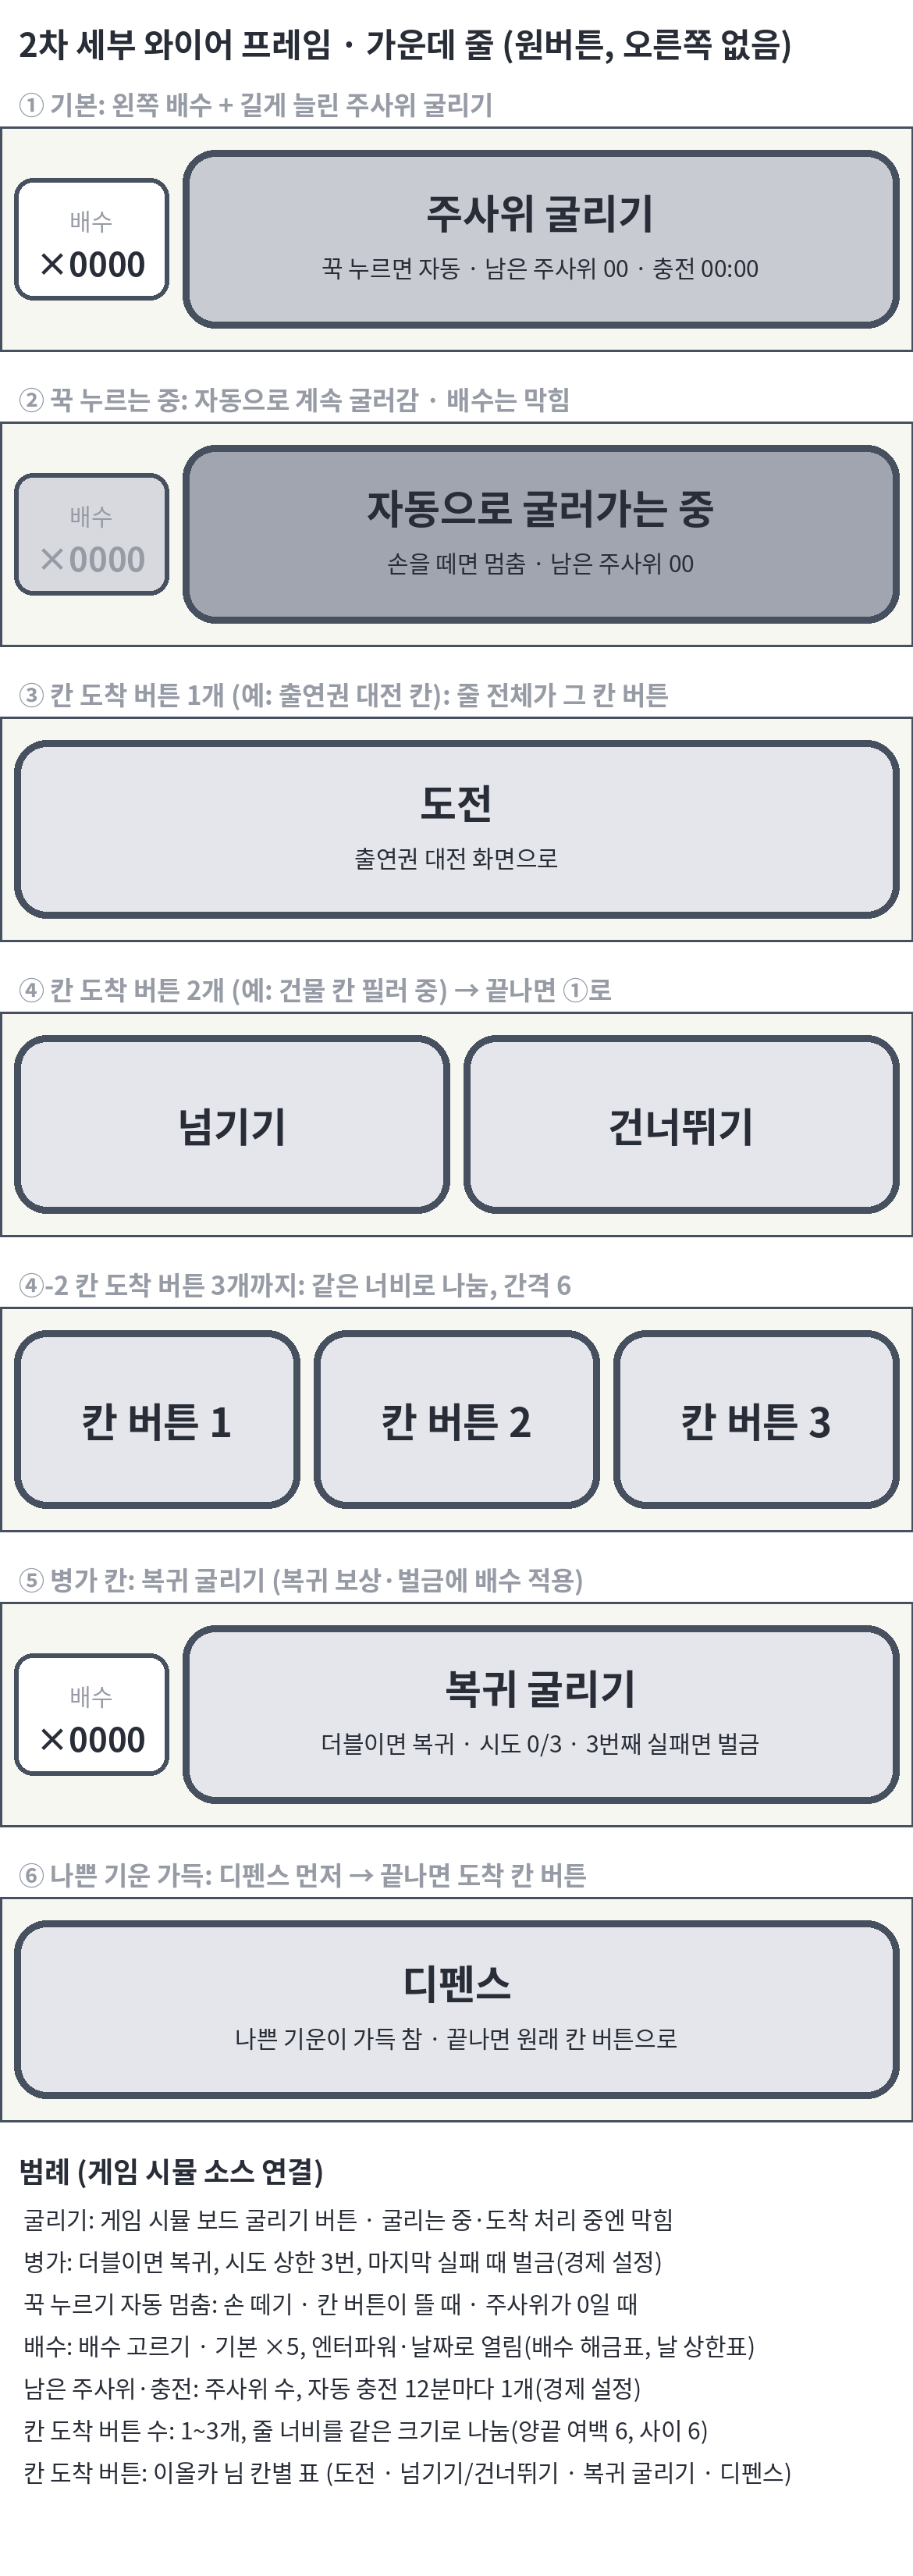 2차 세부 와이어 프레임 · 가운데 줄 (원버튼, 오른쪽 없음)
① 기본: 왼쪽 배수 + 길게 늘린 주사위 굴리기
배수
×0000
주사위 굴리기
꾹 누르면 자동 · 남은 주사위 00 · 충전 00:00
② 꾹 누르는 중: 자동으로 계속 굴러감 · 배수는 막힘
배수
×0000
자동으로 굴러가는 중
손을 떼면 멈춤 · 남은 주사위 00
③ 칸 도착 버튼 1개 (예: 출연권 대전 칸): 줄 전체가 그 칸 버튼
도전
출연권 대전 화면으로
④ 칸 도착 버튼 2개 (예: 건물 칸 필러 중) → 끝나면 ①로
넘기기
건너뛰기
④-2 칸 도착 버튼 3개까지: 같은 너비로 나눔, 간격 6
칸 버튼 1
칸 버튼 2
칸 버튼 3
⑤ 병가 칸: 복귀 굴리기 (복귀 보상·벌금에 배수 적용)
배수
×0000
복귀 굴리기
더블이면 복귀 · 시도 0/3 · 3번째 실패면 벌금
⑥ 나쁜 기운 가득: 디펜스 먼저 → 끝나면 도착 칸 버튼
디펜스
나쁜 기운이 가득 참 · 끝나면 원래 칸 버튼으로
범례 (게임 시뮬 소스 연결)
굴리기: 게임 시뮬 보드 굴리기 버튼 · 굴리는 중·도착 처리 중엔 막힘
병가: 더블이면 복귀, 시도 상한 3번, 마지막 실패 때 벌금(경제 설정)
꾹 누르기 자동 멈춤: 손 떼기 · 칸 버튼이 뜰 때 · 주사위가 0일 때
배수: 배수 고르기 · 기본 ×5, 엔터파워·날짜로 열림(배수 해금표, 날 상한표)
남은 주사위·충전: 주사위 수, 자동 충전 12분마다 1개(경제 설정)
칸 도착 버튼 수: 1~3개, 줄 너비를 같은 크기로 나눔(양끝 여백 6, 사이 6)
칸 도착 버튼: 이올카 님 칸별 표 (도전 · 넘기기/건너뛰기 · 복귀 굴리기 · 디펜스)